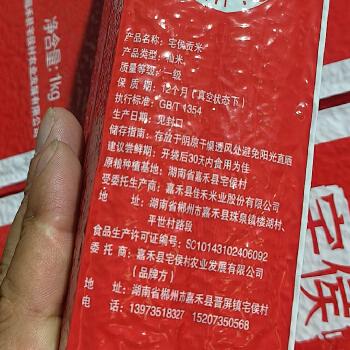 产品名称：宅侯贡米
产品类型：籼米
质量等级：一级
保 质 期：12个月（真空状态下）
执行标准：GB/T 1354
生产日期：见封口
储存指南：存放于阴凉干燥通风处避免阳光直晒
建议尝鲜期：开袋后30天内食用为佳
原粮种植基地：湖南省嘉禾县宅侯村
受委托生产商：嘉禾县佳禾米业股份有限公司
地 址：湖南省郴州市嘉禾县珠泉镇楼湖村、
平世村路段
食品生产许可证编号：SC10143102406092
委 托 商：嘉禾县宅侯村农业发展有限公司
（品牌方）
地 址：湖南省郴州市嘉禾县晋屏镇宅侯村
电 话：13973518327 15207350568
净含量：1kg
宅侯